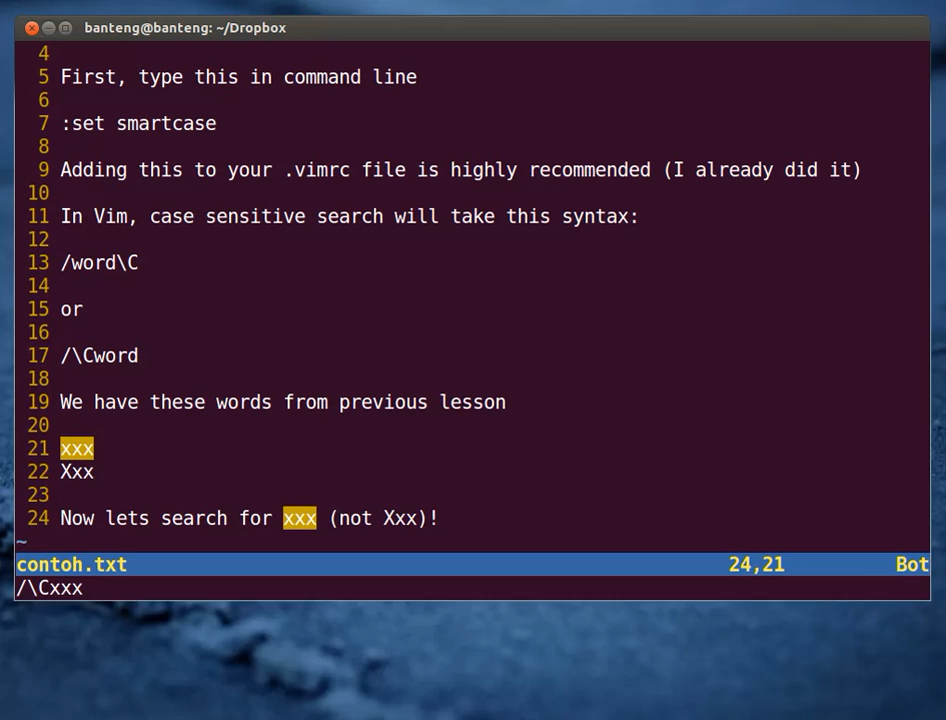 banteng@banteng: ~/Dropbox
4
5 First, type this in command line
6
7 :set smartcase
8
9 Adding this to your .vimrc file is highly recommended (I already did it)
10
11 In Vim, case sensitive search will take this syntax:
12
13 /word\C
14
15 or
16
17 /\Cword
18
19 We have these words from previous lesson
20
21 xxx
22 Xxx
23
24 Now lets search for xxx (not Xxx)!
~
contoh.txt 24,21 Bot
/\Cxxx